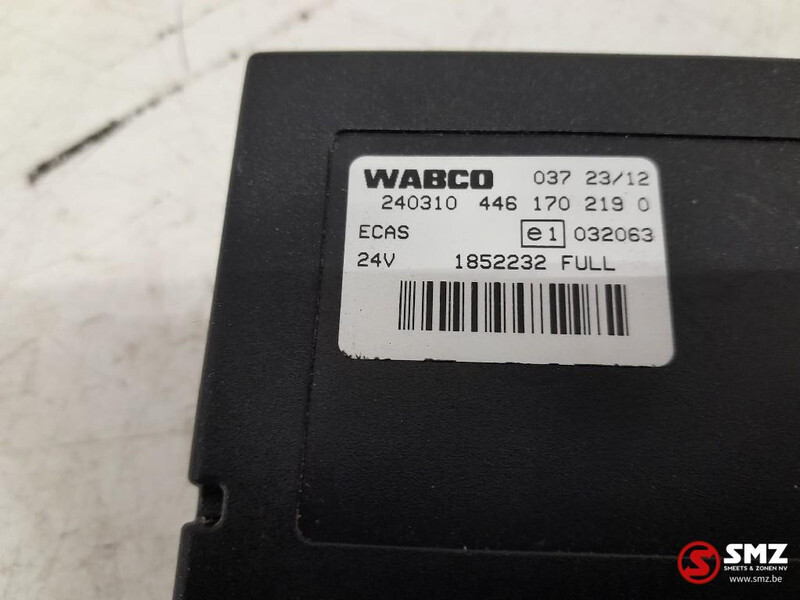 WABCO 037 23/12
240310 446 170 219 0
ECAS e1 032063
24V 1852232 FULL
SMZ
SMEETS & ZONEN NV
www.smz.be